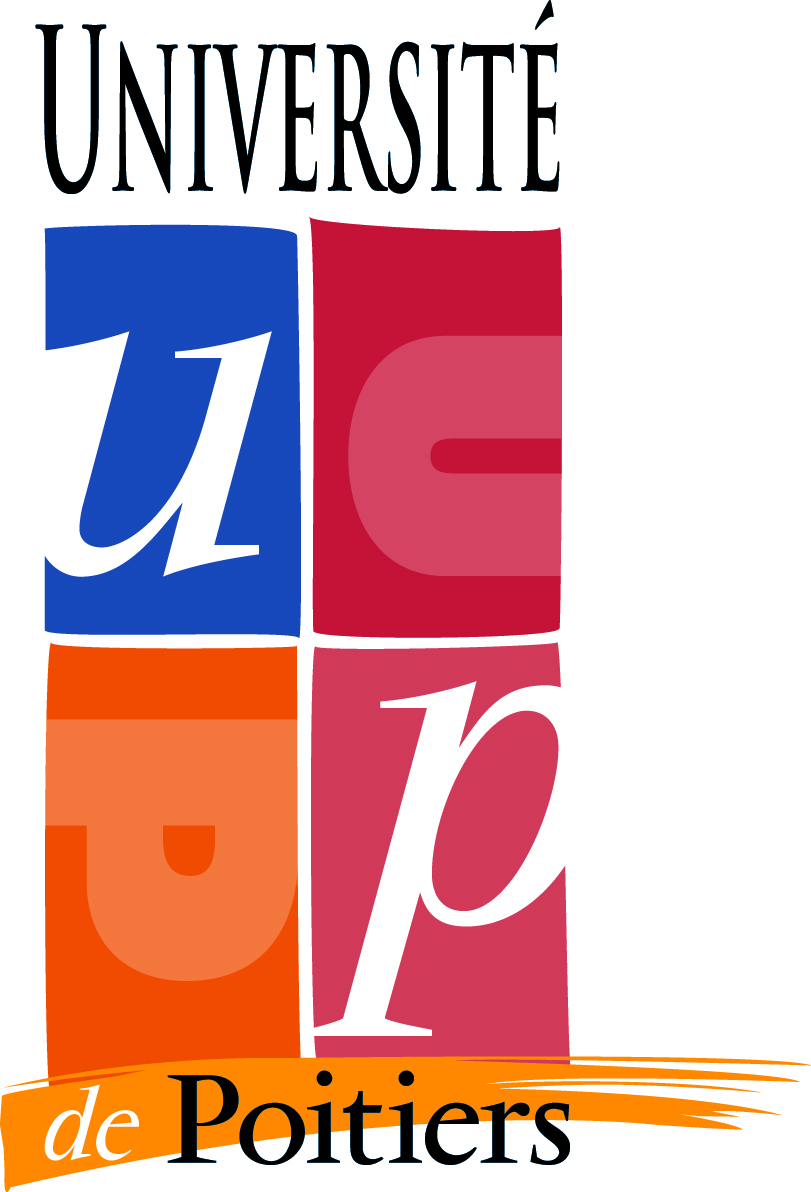 UNIVERSITÉ
u U
P p
de Poitiers